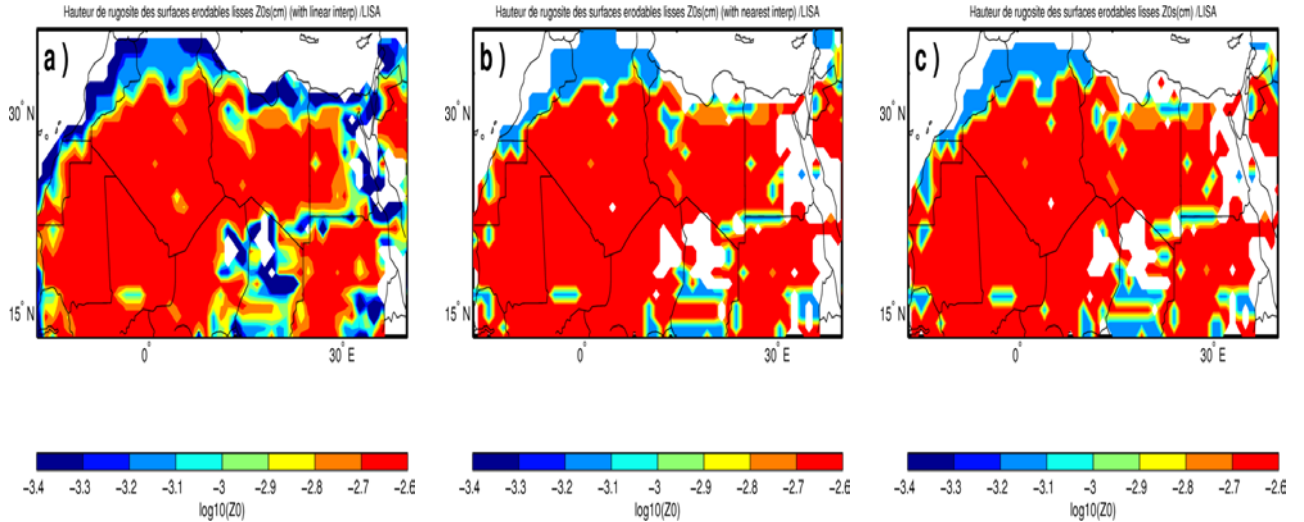 Hauteur de rugosite des surfaces erodables lisses Z0s(cm) (with linear interp) /LISA
a)
30° N
15° N
0°
30° E
−3.4 −3.3 −3.2 −3.1 −3 −2.9 −2.8 −2.7 −2.6
log10(Z0)
Hauteur de rugosite des surfaces erodables lisses Z0s(cm) (with nearest interp) /LISA
b)
30° N
15° N
0°
30° E
−3.4 −3.3 −3.2 −3.1 −3 −2.9 −2.8 −2.7 −2.6
log10(Z0)
Hauteur de rugosite des surfaces erodables lisses Z0s(cm) /LISA
c)
30° N
15° N
0°
30° E
−3.4 −3.3 −3.2 −3.1 −3 −2.9 −2.8 −2.7 −2.6
log10(Z0)